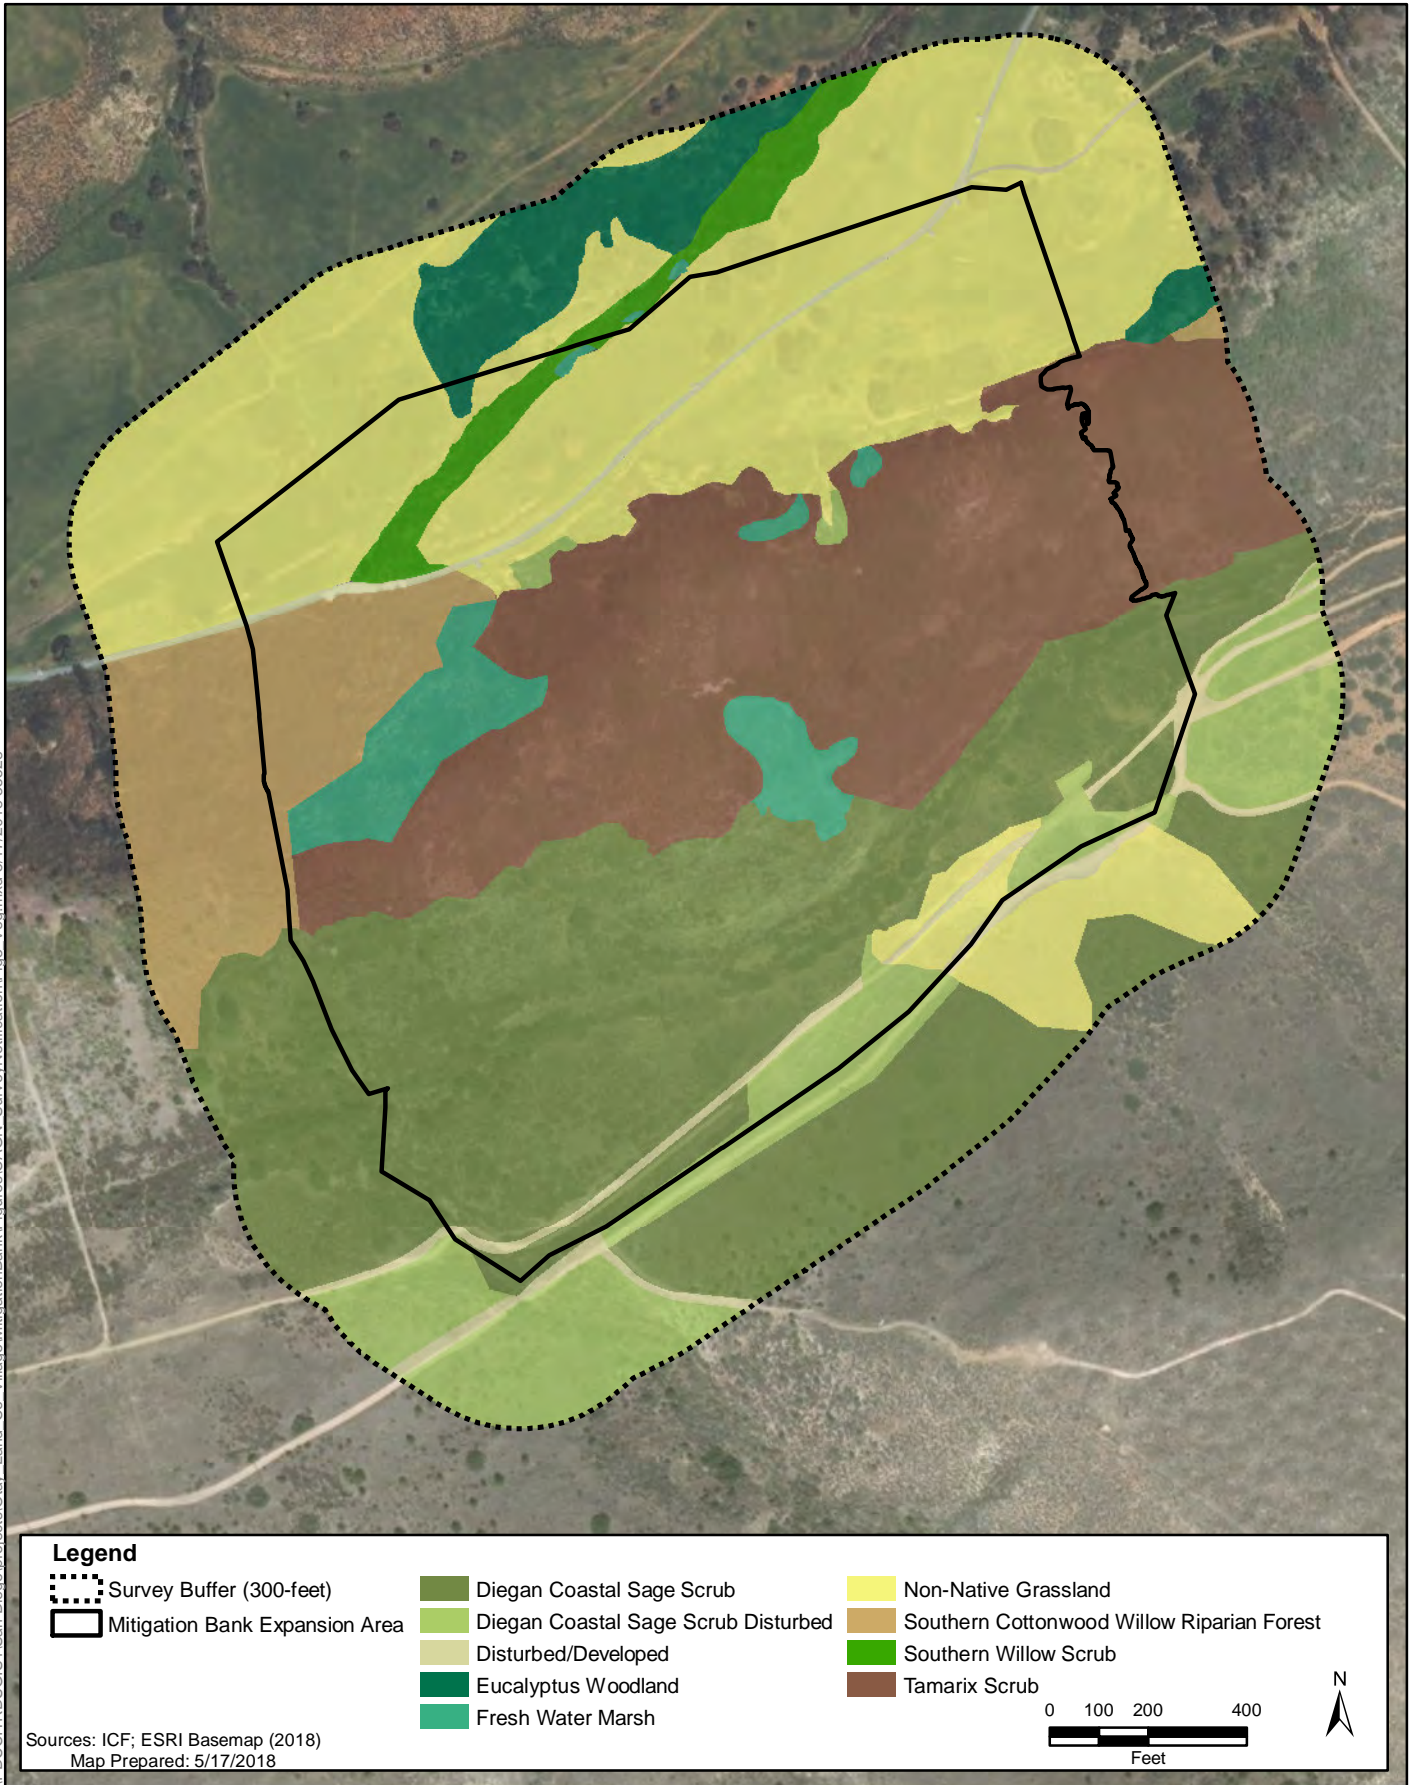 Legend
Survey Buffer (300-feet)
Mitigation Bank Expansion Area
Diegan Coastal Sage Scrub
Diegan Coastal Sage Scrub Disturbed
Disturbed/Developed
Eucalyptus Woodland
Fresh Water Marsh
Non-Native Grassland
Southern Cottonwood Willow Riparian Forest
Southern Willow Scrub
Tamarix Scrub
N
0 100 200 400
Feet
Sources: ICF; ESRI Basemap (2018)
Map Prepared: 5/17/2018